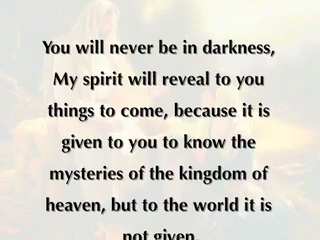 You will never be in darkness,
My spirit will reveal to you
things to come, because it is
given to you to know the
mysteries of the kingdom of
heaven, but to the world it is
not given.